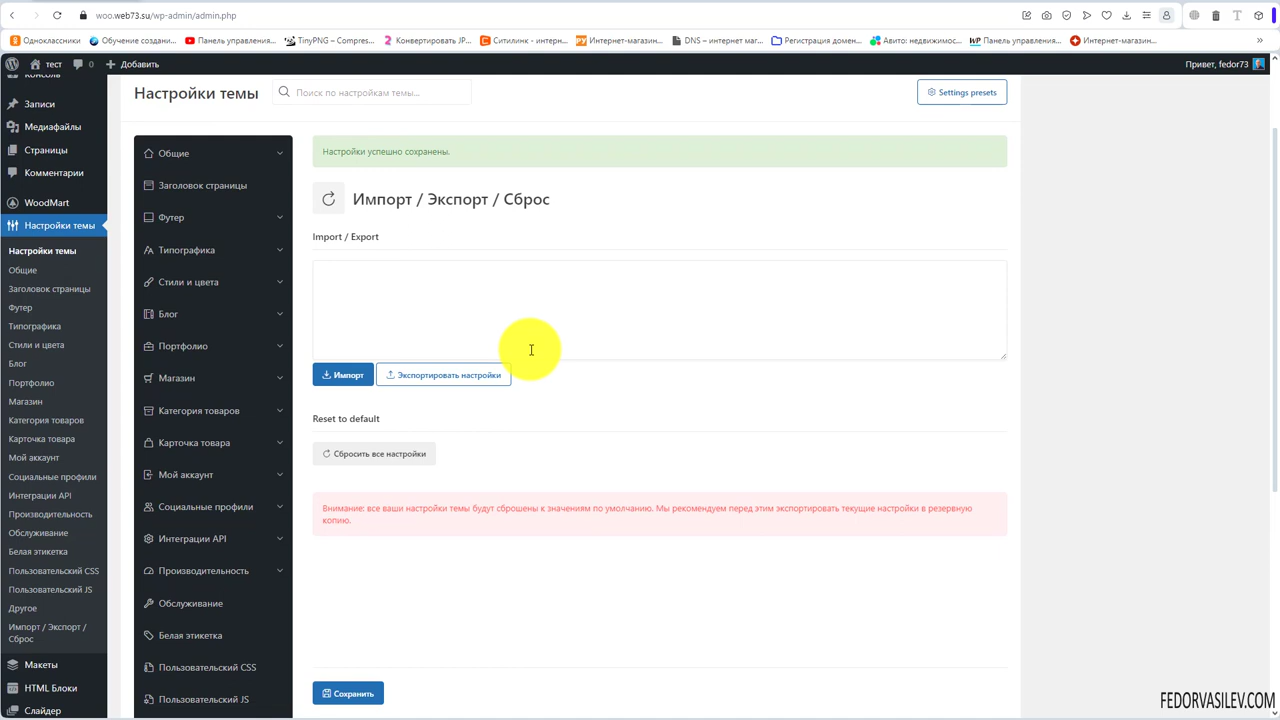 woo.web73.su/wp-admin/admin.php
Одноклассники
Обучение создани...
Панель управления...
TinyPNG – Compres...
Конвертировать JP...
Ситилинк - интерн...
Интернет-магазин...
DNS – интернет маг...
Регистрация домен...
Авито: недвижимос...
Панель управления...
Интернет-магазин...
тест
0
Добавить
Привет, fedor73
Консоль
Записи
Медиафайлы
Страницы
Комментарии
WoodMart
Настройки темы
Настройки темы
Общие
Заголовок страницы
Футер
Типографика
Стили и цвета
Блог
Портфолио
Магазин
Категория товаров
Карточка товара
Мой аккаунт
Социальные профили
Интеграции API
Производительность
Обслуживание
Белая этикетка
Пользовательский CSS
Пользовательский JS
Другое
Импорт / Экспорт /
Сброс
Макеты
HTML Блоки
Слайдер
Настройки темы
Поиск по настройкам темы...
Settings presets
Общие
Заголовок страницы
Футер
Типографика
Стили и цвета
Блог
Портфолио
Магазин
Категория товаров
Карточка товара
Мой аккаунт
Социальные профили
Интеграции API
Производительность
Обслуживание
Белая этикетка
Пользовательский CSS
Пользовательский JS
Настройки успешно сохранены.
Импорт / Экспорт / Сброс
Import / Export
Импорт
Экспортировать настройки
Reset to default
Сбросить все настройки
Внимание: все ваши настройки темы будут сброшены к значениям по умолчанию. Мы рекомендуем перед этим экспортировать текущие настройки в резервную
копию.
Сохранить
FEDORVASILEV.COM